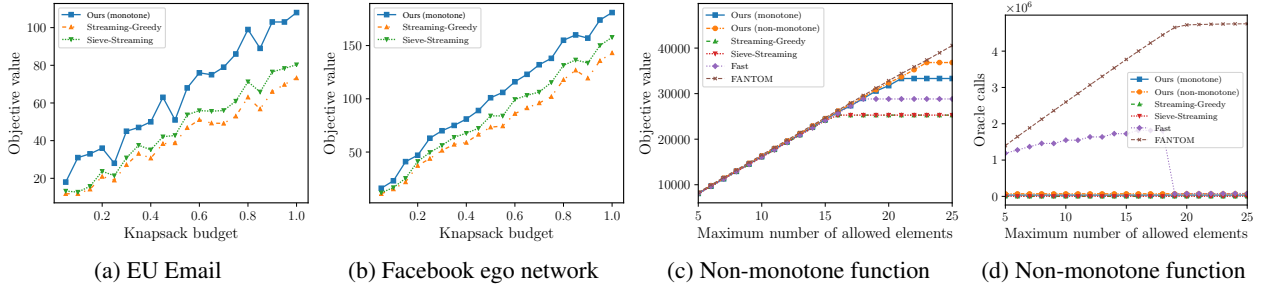 Objective value
100
80
60
40
20
Ours (monotone)
Streaming-Greedy
Sieve-Streaming
0.2 0.4 0.6 0.8 1.0
Knapsack budget
(a) EU Email
Objective value
150
100
50
Ours (monotone)
Streaming-Greedy
Sieve-Streaming
0.2 0.4 0.6 0.8 1.0
Knapsack budget
(b) Facebook ego network
Objective value
40000
30000
20000
10000
Ours (monotone)
Ours (non-monotone)
Streaming-Greedy
Sieve-Streaming
Fast
FANTOM
5 10 15 20 25
Maximum number of allowed elements
(c) Non-monotone function
×10⁶
Oracle calls
4
2
0
Ours (monotone)
Ours (non-monotone)
Streaming-Greedy
Sieve-Streaming
Fast
FANTOM
5 10 15 20 25
Maximum number of allowed elements
(d) Non-monotone function